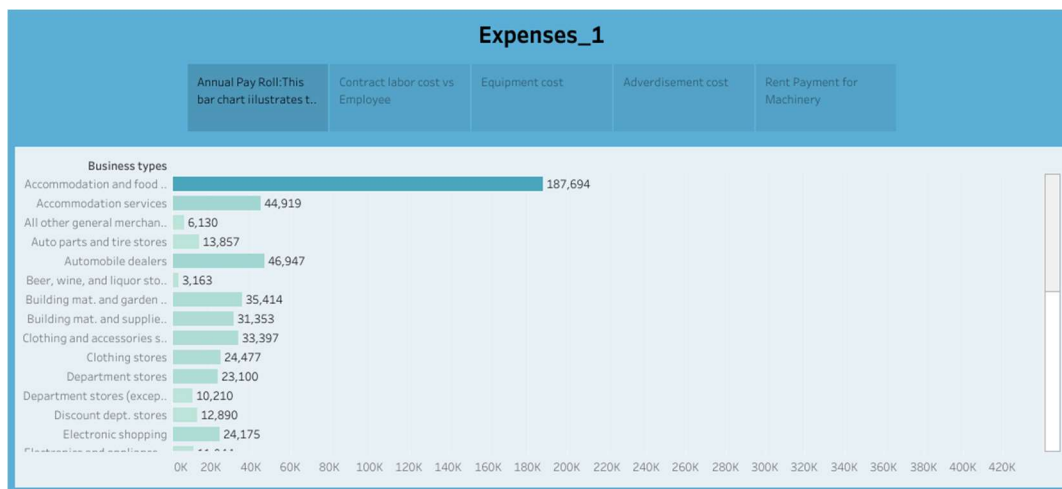 Expenses_1
Annual Pay Roll:This
bar chart iilustrates t..
Contract labor cost vs
Employee
Equipment cost
Adverdisement cost
Rent Payment for
Machinery
Business types
Accommodation and food .. 187,694
Accommodation services 44,919
All other general merchan.. 6,130
Auto parts and tire stores 13,857
Automobile dealers 46,947
Beer, wine, and liquor sto.. 3,163
Building mat. and garden .. 35,414
Building mat. and supplie.. 31,353
Clothing and accessories s.. 33,397
Clothing stores 24,477
Department stores 23,100
Department stores (excep.. 10,210
Discount dept. stores 12,890
Electronic shopping 24,175
0K 20K 40K 60K 80K 100K 120K 140K 160K 180K 200K 220K 240K 260K 280K 300K 320K 340K 360K 380K 400K 420K